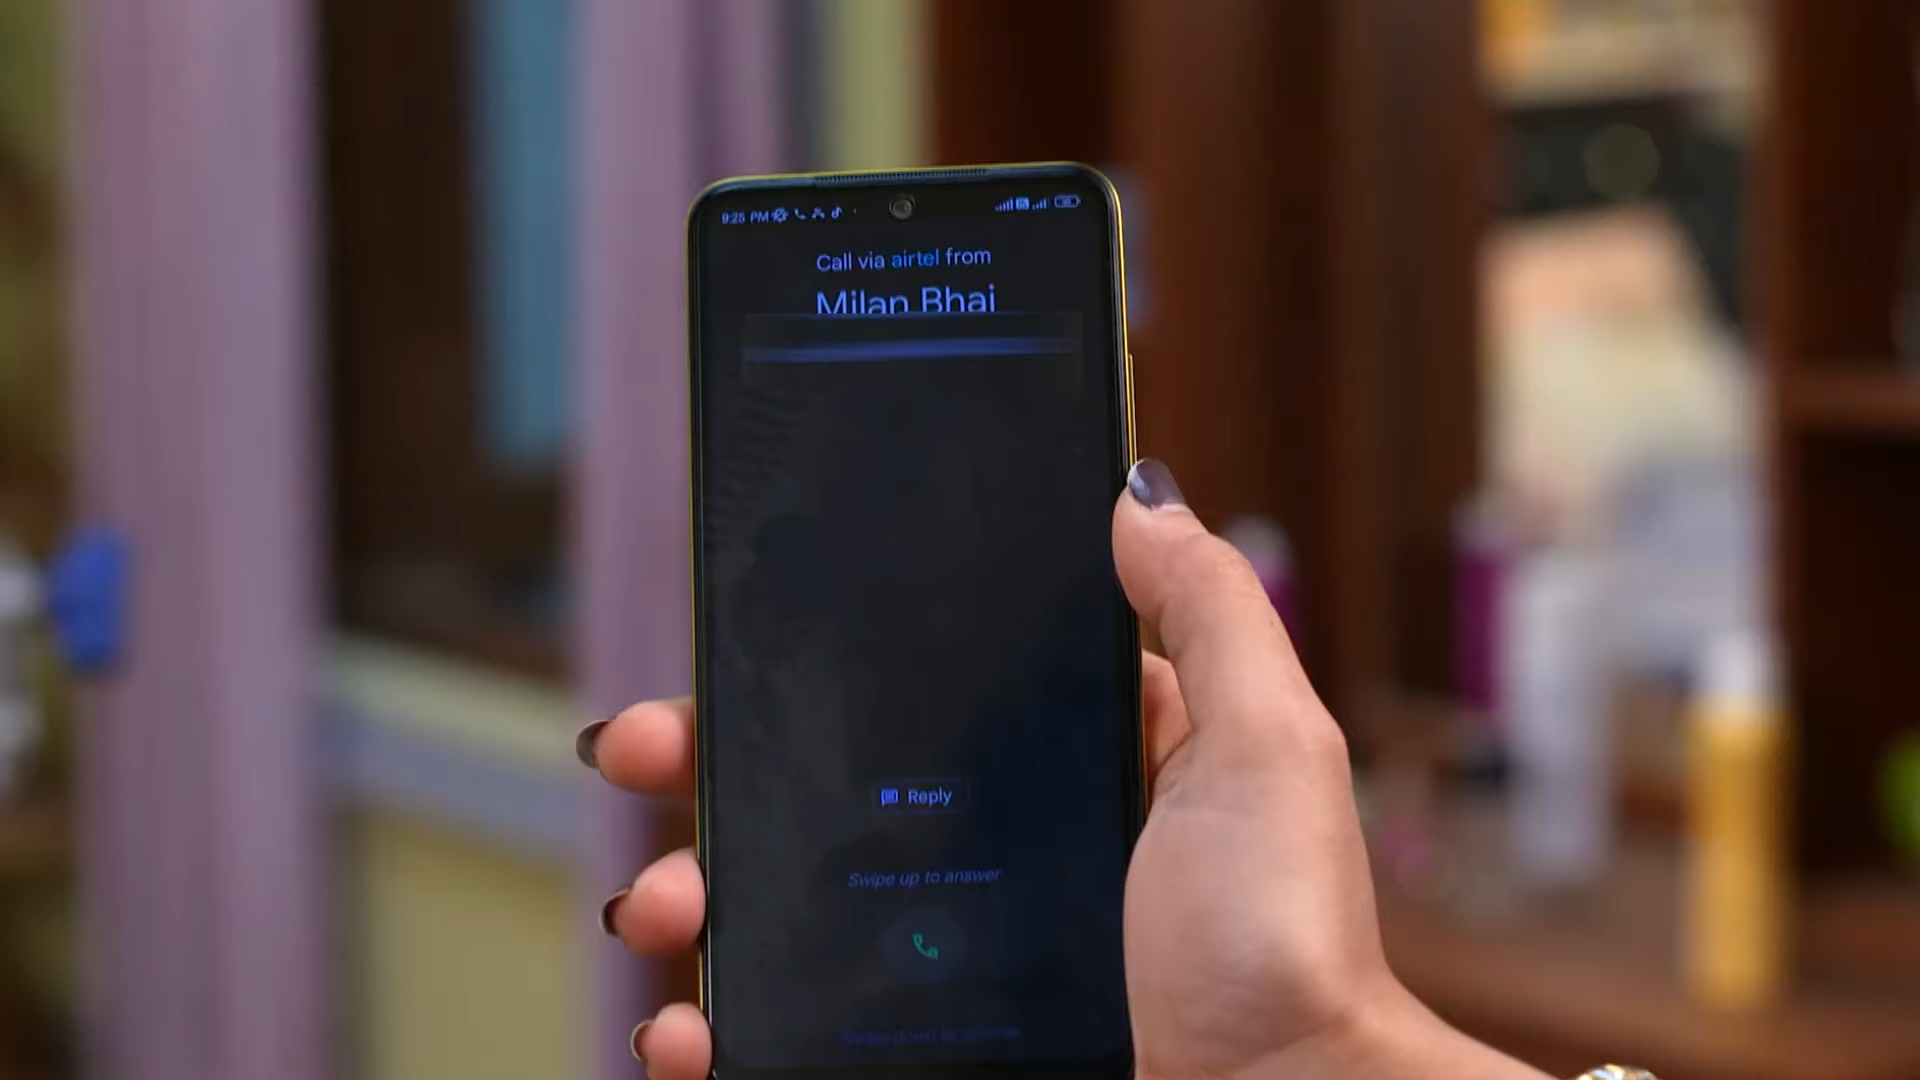 9:25 PM
Call via airtel from
Milan Bhai
Reply
Swipe up to answer